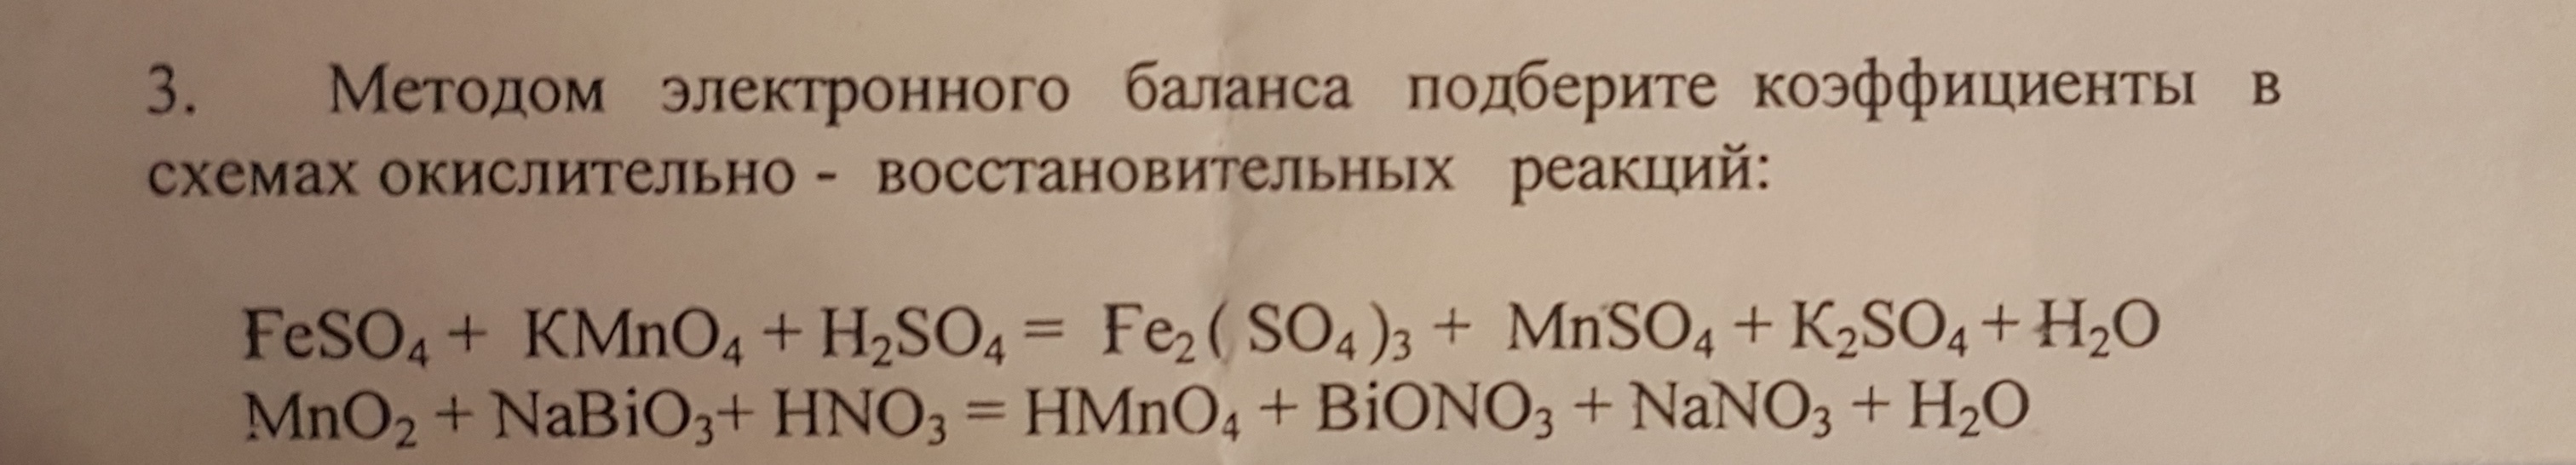 3. Методом электронного баланса подберите коэффициенты в
схемах окислительно - восстановительных реакций:
FeSO₄ + KMnO₄ + H₂SO₄ = Fe₂( SO₄ )₃ + MnSO₄ + K₂SO₄ + H₂O
MnO₂ + NaBiO₃+ HNO₃ = HMnO₄ + BiONO₃ + NaNO₃ + H₂O